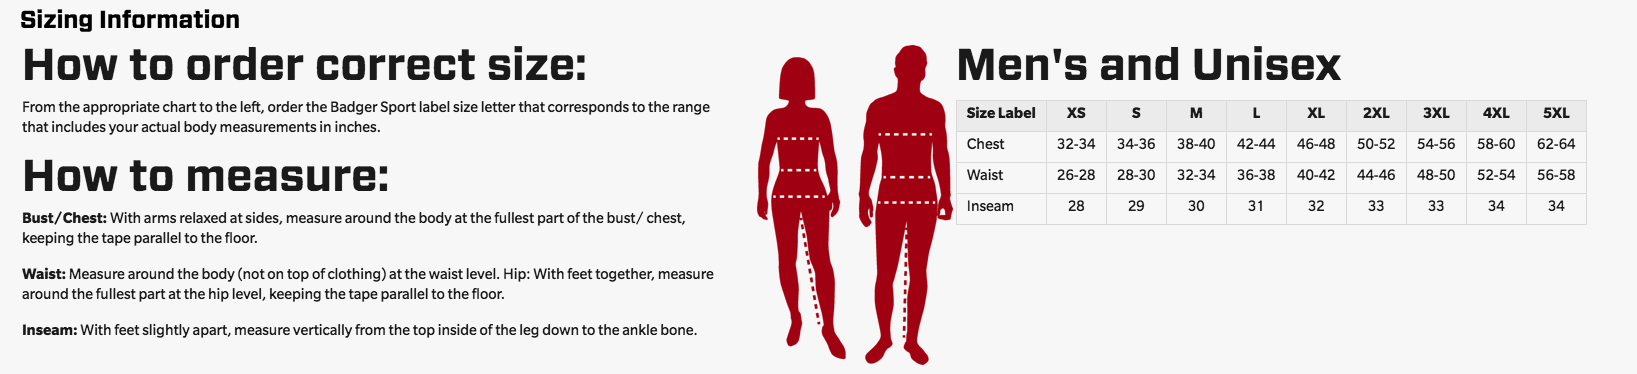 Sizing Information
How to order correct size:
From the appropriate chart to the left, order the Badger Sport label size letter that corresponds to the range
that includes your actual body measurements in inches.
How to measure:
Bust/Chest: With arms relaxed at sides, measure around the body at the fullest part of the bust/ chest,
keeping the tape parallel to the floor.
Waist: Measure around the body (not on top of clothing) at the waist level. Hip: With feet together, measure
around the fullest part at the hip level, keeping the tape parallel to the floor.
Inseam: With feet slightly apart, measure vertically from the top inside of the leg down to the ankle bone.
Men's and Unisex
Size Label XS S M L XL 2XL 3XL 4XL 5XL
Chest 32-34 34-36 38-40 42-44 46-48 50-52 54-56 58-60 62-64
Waist 26-28 28-30 32-34 36-38 40-42 44-46 48-50 52-54 56-58
Inseam 28 29 30 31 32 33 33 34 34